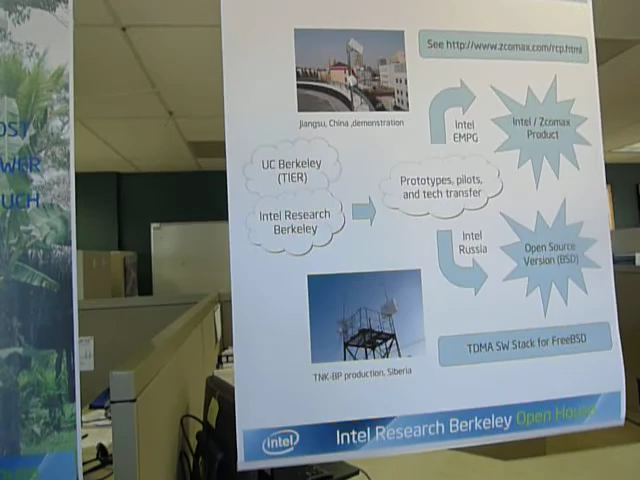 OST
WER
UCH
See http://www.zcomax.com/rcp.html
Jiangsu, China ,demonstration
Intel
EMPG
Intel / Zcomax
Product
UC Berkeley
(TIER)
Prototypes, pilots,
and tech transfer
Intel Research
Berkeley
Intel
Russia
Open Source
Version (BSD)
TDMA SW Stack for FreeBSD
TNK-BP production, Siberia
intel
Intel Research Berkeley Open House